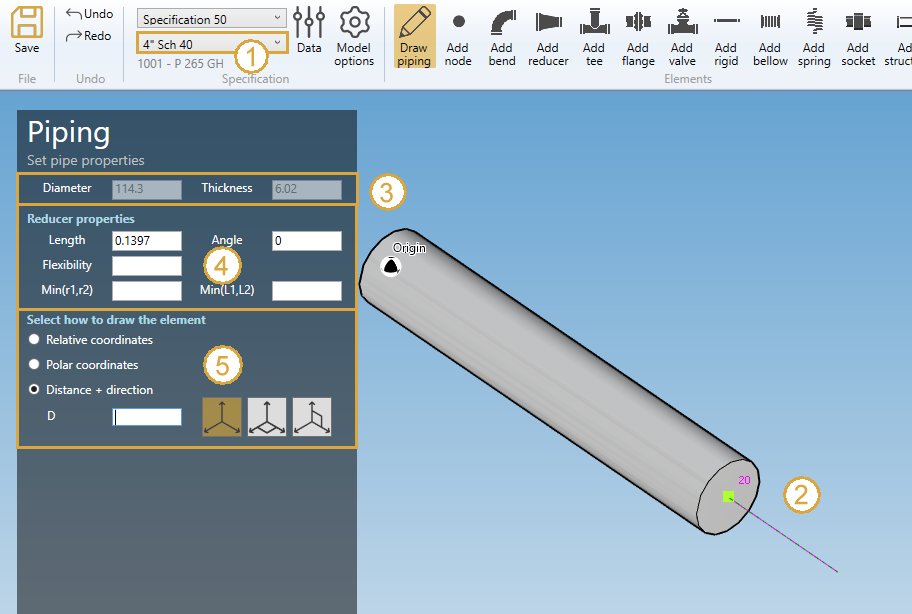 Save
File
Undo
Redo
Undo
Specification 50
4" Sch 40
1001 - P 265 GH
Specification
1
Data
Model
options
Draw
piping
Add
node
Add
bend
Add
reducer
Add
tee
Add
flange
Add
valve
Add
rigid
Add
bellow
Add
spring
Add
socket
Add
struct
Elements
Piping
Set pipe properties
Diameter 114.3 Thickness 6.02
3
Reducer properties
Length 0.1397 Angle 0
Flexibility
4
Min(r1,r2) Min(L1,L2)
Select how to draw the element
Relative coordinates
Polar coordinates
5
Distance + direction
D
Origin
20
2